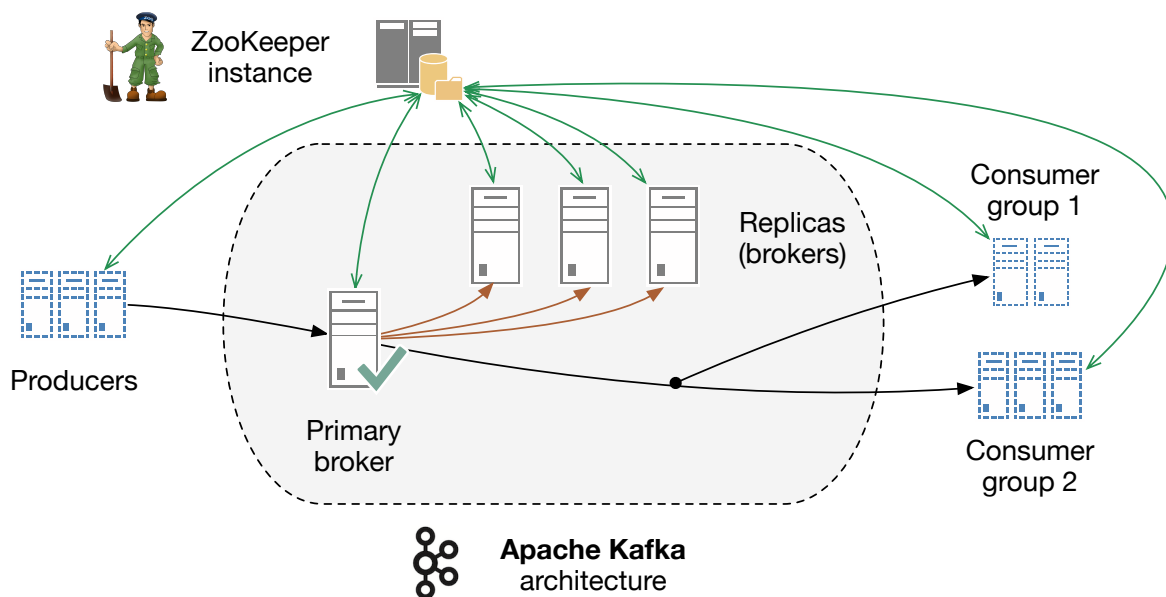 ZooKeeper
instance
Consumer
group 1
Replicas
(brokers)
Producers
Primary
broker
Consumer
group 2
Apache Kafka
architecture